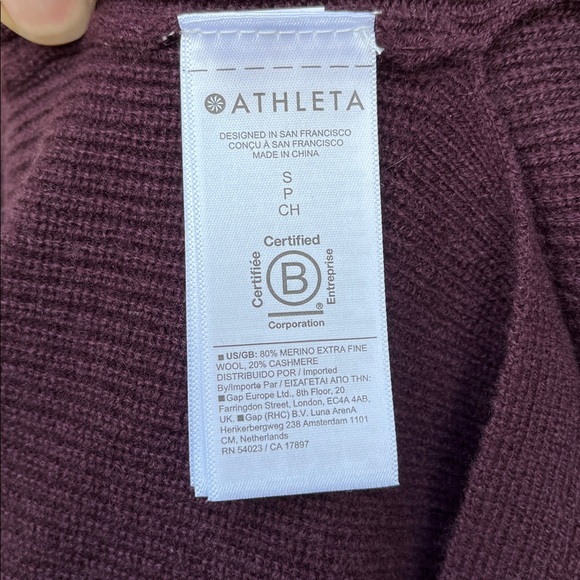 ATHLETA
DESIGNED IN SAN FRANCISCO
CONÇU À SAN FRANCISCO
MADE IN CHINA
S
P
CH
Certified
Certifiée
B
Entreprise
®
Corporation
■ US/GB: 80% MERINO EXTRA FINE
WOOL, 20% CASHMERE
DISTRIBUIDO POR / Imported
By/Importe Par / ΕΙΣΑΓΕΤΑΙ ΑΠΟ ΤΗΝ:
■ Gap Europe Ltd., 8th Floor, 20
Farringdon Street, London, EC4A 4AB,
UK. ■ Gap (RHC) B.V. Luna ArenA
Herikerbergweg 238 Amsterdam 1101
CM, Netherlands
RN 54023 / CA 17897